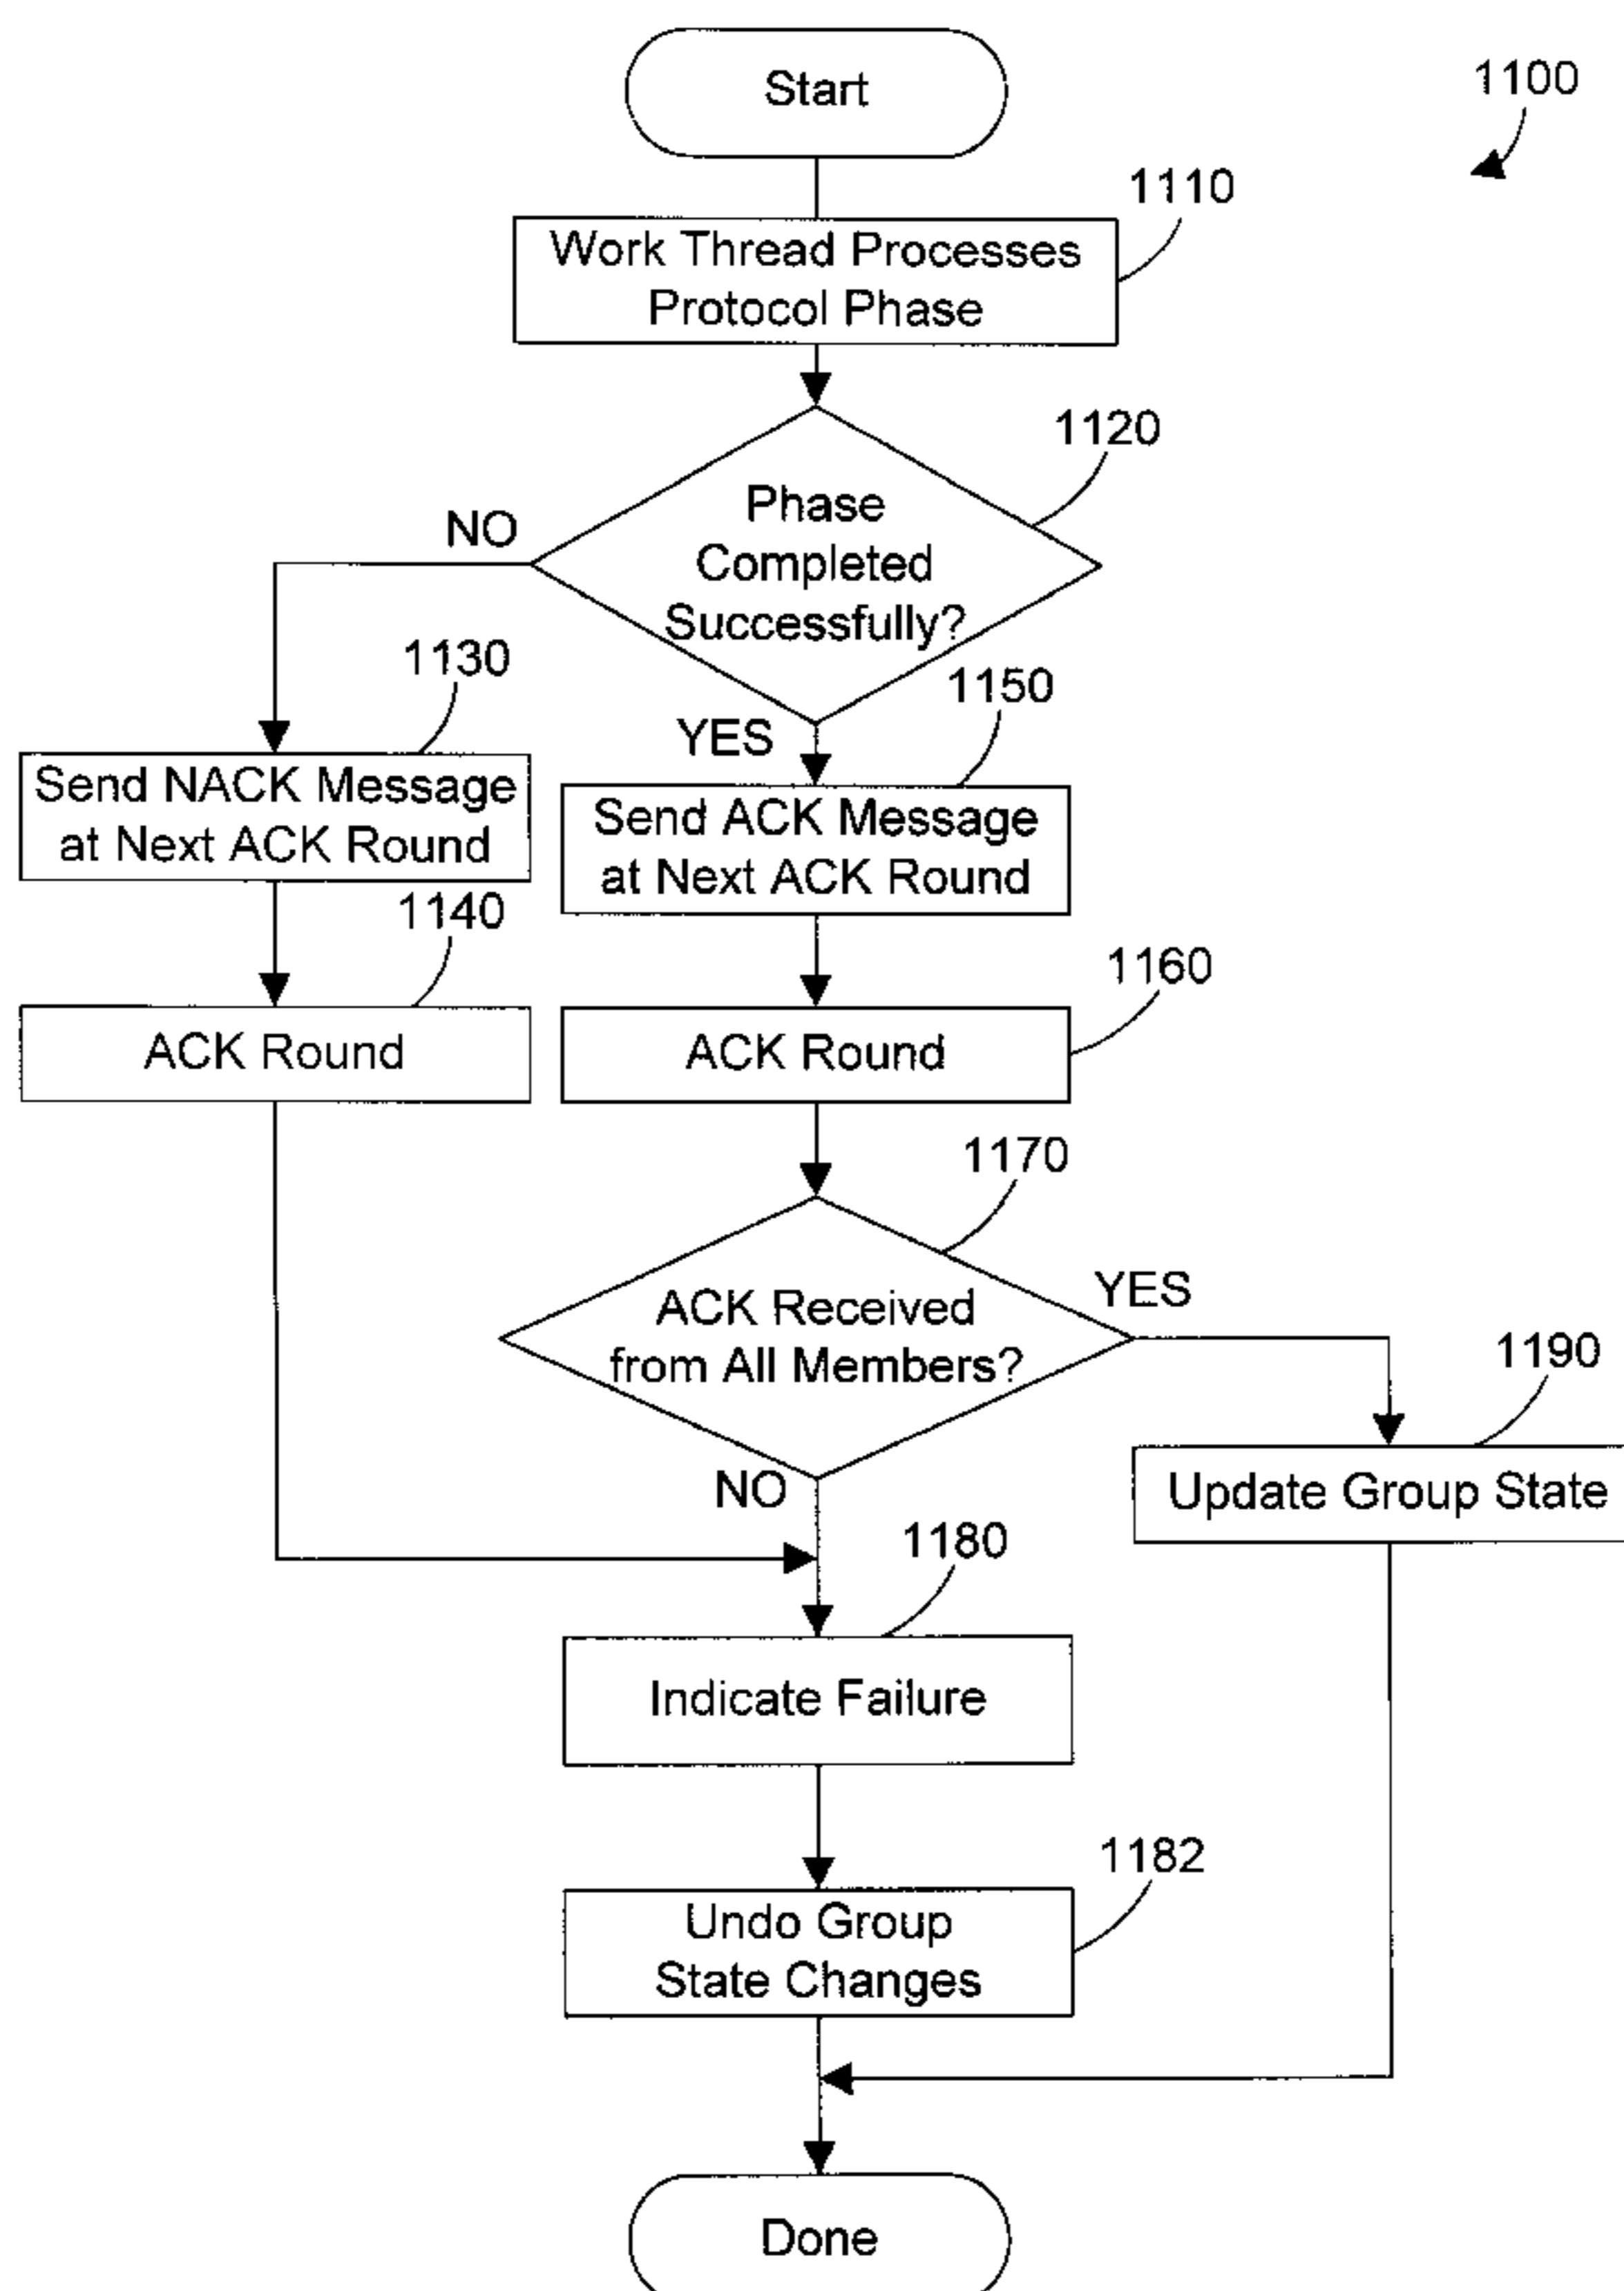 Start
1100
1110
Work Thread Processes
Protocol Phase
1120
Phase
Completed
Successfully?
NO
YES
1130
Send NACK Message
at Next ACK Round
1150
Send ACK Message
at Next ACK Round
1140
ACK Round
1160
ACK Round
1170
ACK Received
from All Members?
YES
NO
1190
Update Group State
1180
Indicate Failure
1182
Undo Group
State Changes
Done